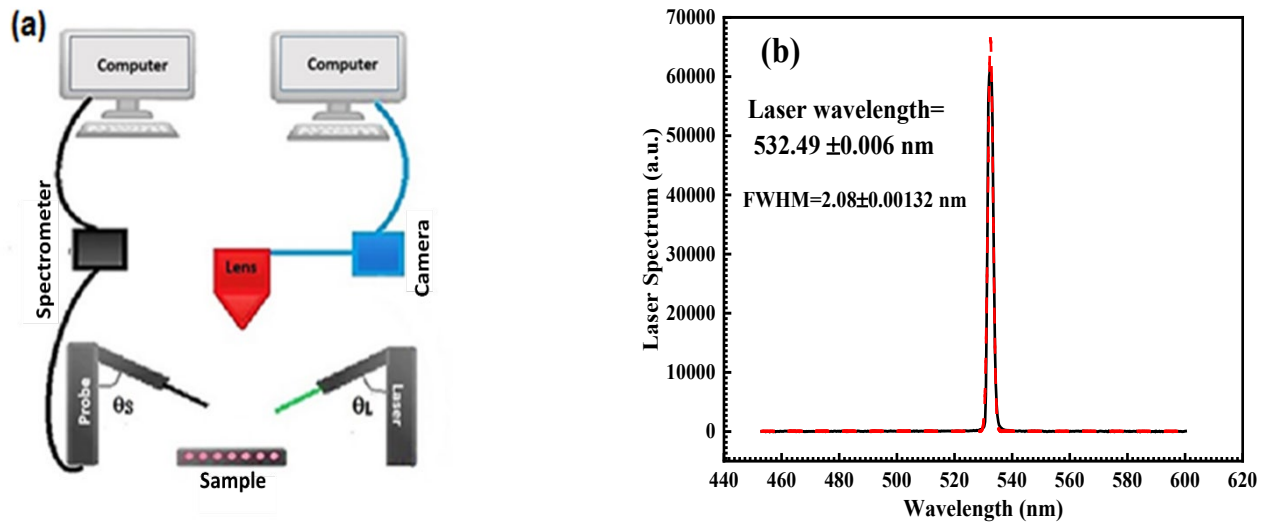 (a)
Computer
Computer
Spectrometer
Lens
Camera
Probe
θS
θL
Laser
Sample
(b)
Laser wavelength=
532.49 ±0.006 nm
FWHM=2.08±0.00132 nm
Laser Spectrum (a.u.)
70000
60000
50000
40000
30000
20000
10000
0
440 460 480 500 520 540 560 580 600 620
Wavelength (nm)